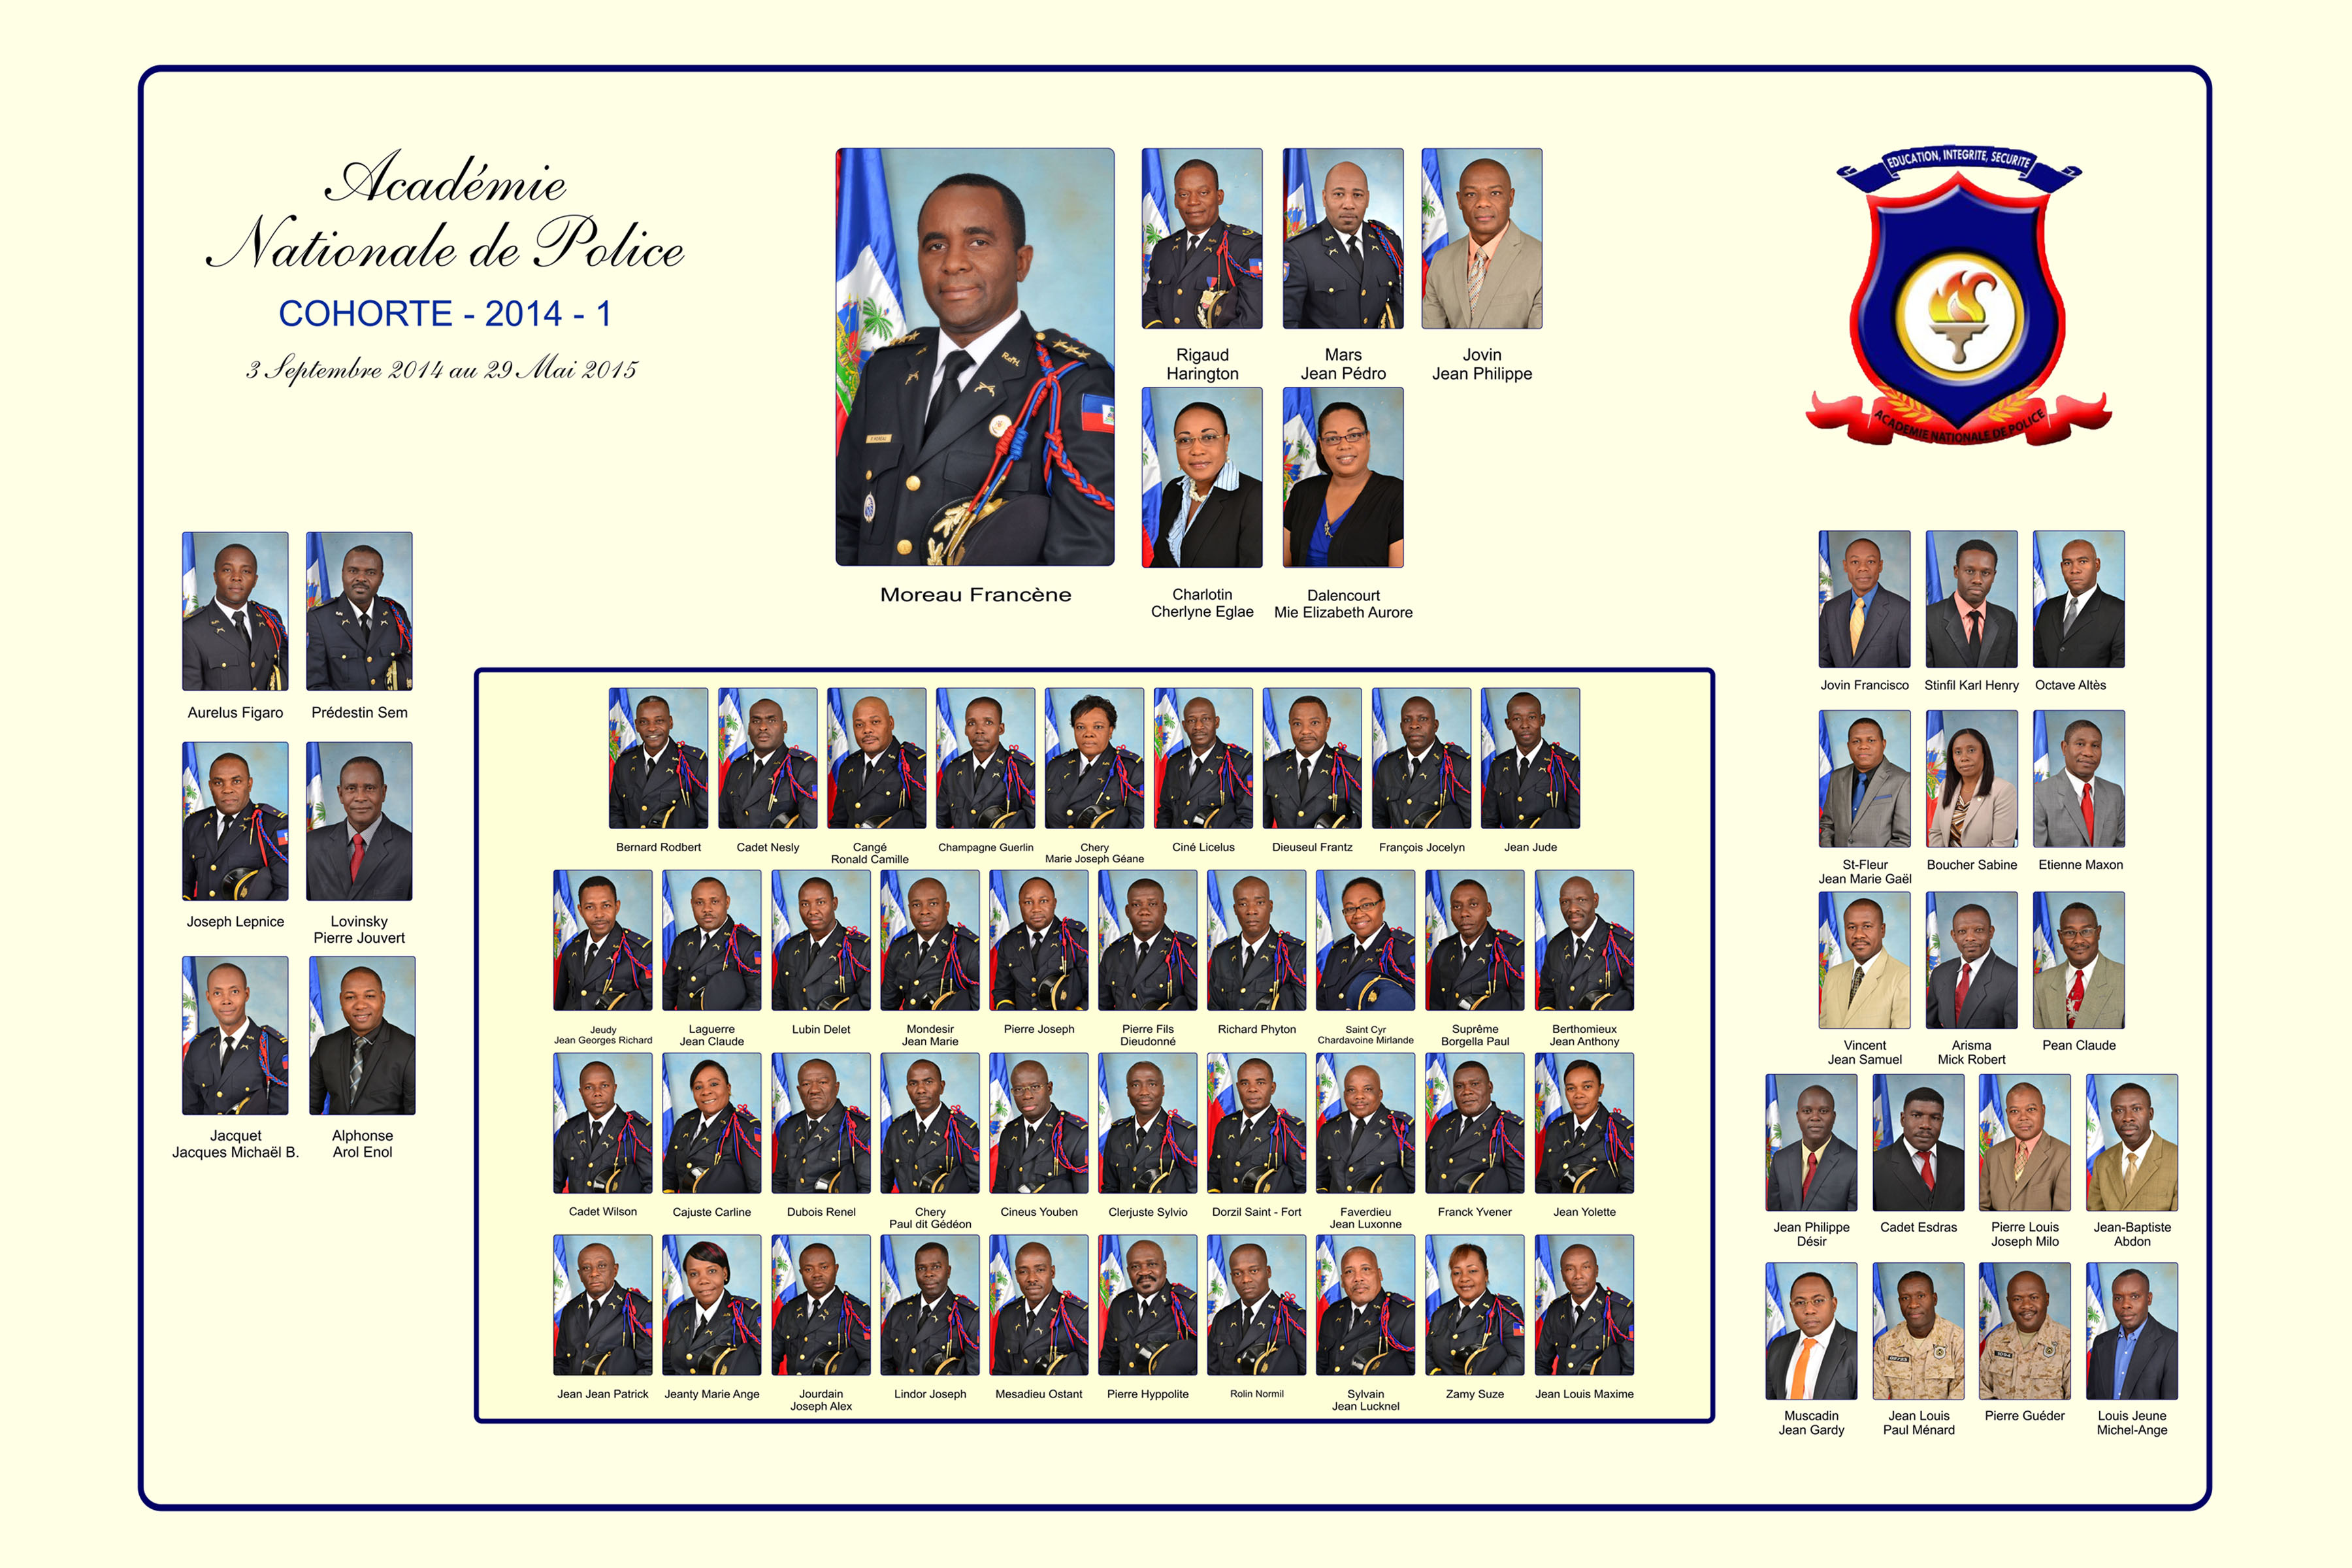 Académie
Nationale de Police
COHORTE - 2014 - 1
3 Septembre 2014 au 29 Mai 2015
Moreau Francène
Rigaud
Harington
Mars
Jean Pédro
Jovin
Jean Philippe
Charlotin
Cherlyne Eglae
Dalencourt
Mie Elizabeth Aurore
EDUCATION, INTEGRITE, SECURITE
ACADEMIE NATIONALE DE POLICE
Aurelus Figaro
Prédestin Sem
Joseph Lepnice
Lovinsky
Pierre Jouvert
Jacquet
Jacques Michaël B.
Alphonse
Arol Enol
Bernard Rodbert
Cadet Nesly
Cangé
Ronald Camille
Champagne Guerlin
Chery
Marie Joseph Géane
Ciné Licelus
Dieuseul Frantz
François Jocelyn
Jean Jude
Jeudy
Jean Georges Richard
Laguerre
Jean Claude
Lubin Delet
Mondesir
Jean Marie
Pierre Joseph
Pierre Fils
Dieudonné
Richard Phyton
Saint Cyr
Chardavoine Mirlande
Suprême
Borgella Paul
Berthomieux
Jean Anthony
Cadet Wilson
Cajuste Carline
Dubois Renel
Chery
Paul dit Gédéon
Cineus Youben
Clerjuste Sylvio
Dorzil Saint - Fort
Faverdieu
Jean Luxonne
Franck Yvener
Jean Yolette
Jean Jean Patrick
Jeanty Marie Ange
Jourdain
Joseph Alex
Lindor Joseph
Mesadieu Ostant
Pierre Hyppolite
Rolin Normil
Sylvain
Jean Lucknel
Zamy Suze
Jean Louis Maxime
Jovin Francisco
Stinfil Karl Henry
Octave Altès
St-Fleur
Jean Marie Gaël
Boucher Sabine
Etienne Maxon
Vincent
Jean Samuel
Arisma
Mick Robert
Pean Claude
Jean Philippe
Désir
Cadet Esdras
Pierre Louis
Joseph Milo
Jean-Baptiste
Abdon
Muscadin
Jean Gardy
Jean Louis
Paul Ménard
Pierre Guéder
Louis Jeune
Michel-Ange